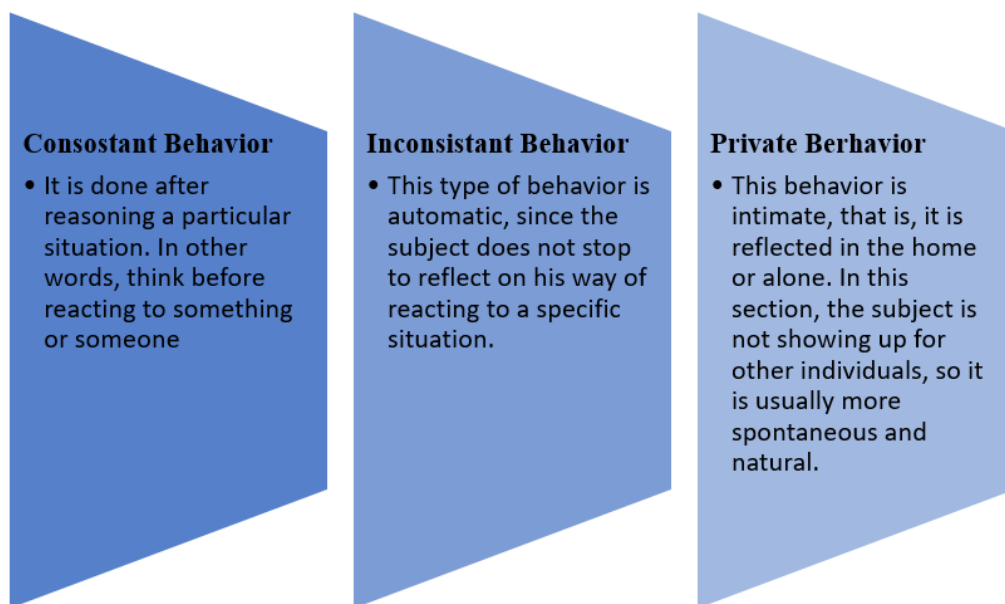 Consostant Behavior
• It is done after
reasoning a particular
situation. In other
words, think before
reacting to something
or someone
Inconsistant Behavior
• This type of behavior is
automatic, since the
subject does not stop
to reflect on his way of
reacting to a specific
situation.
Private Berhavior
• This behavior is
intimate, that is, it is
reflected in the home
or alone. In this
section, the subject is
not showing up for
other individuals, so it
is usually more
spontaneous and
natural.